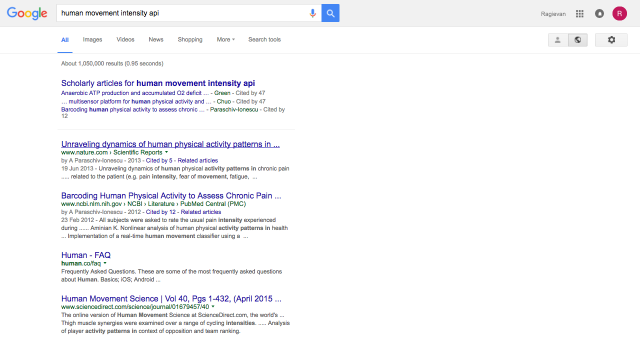 Google
human movement intensity api
Ragiavan
R
All Images Videos News Shopping More Search tools
About 1,050,000 results (0.95 seconds)
Scholarly articles for human movement intensity api
Anaerobic ATP production and accumulated O2 deficit ... - Green - Cited by 47
... multisensor platform for human physical activity and ... - Chuo - Cited by 47
Barcoding human physical activity to assess chronic ... - Paraschiv-Ionescu - Cited by
12
Unraveling dynamics of human physical activity patterns in ...
www.nature.com › Scientific Reports
by A Paraschiv-Ionescu - 2013 - Cited by 5 - Related articles
19 Jun 2013 - Unraveling dynamics of human physical activity patterns in chronic pain
..... related to the patient (e.g. pain intensity, fear of movement, fatigue, ...
Barcoding Human Physical Activity to Assess Chronic Pain ...
www.ncbi.nlm.nih.gov › NCBI › Literature › PubMed Central (PMC)
by A Paraschiv-Ionescu - 2012 - Cited by 12 - Related articles
23 Feb 2012 - All subjects were asked to rate the usual pain intensity experienced
during ...... Aminian K. Nonlinear analysis of human physical activity patterns in health
... Implementation of a real-time human movement classifier using a ...
Human - FAQ
human.co/faq
Frequently Asked Questions. These are some of the most frequently asked questions
about Human. Basics; iOS; Android ...
Human Movement Science | Vol 40, Pgs 1-432, (April 2015 ...
www.sciencedirect.com/science/journal/01679457/40
The online version of Human Movement Science at ScienceDirect.com, the world's ...
Thigh muscle synergies were examined over a range of cycling intensities. ..... Analysis
of player activity patterns in context of opposition and team ranking.